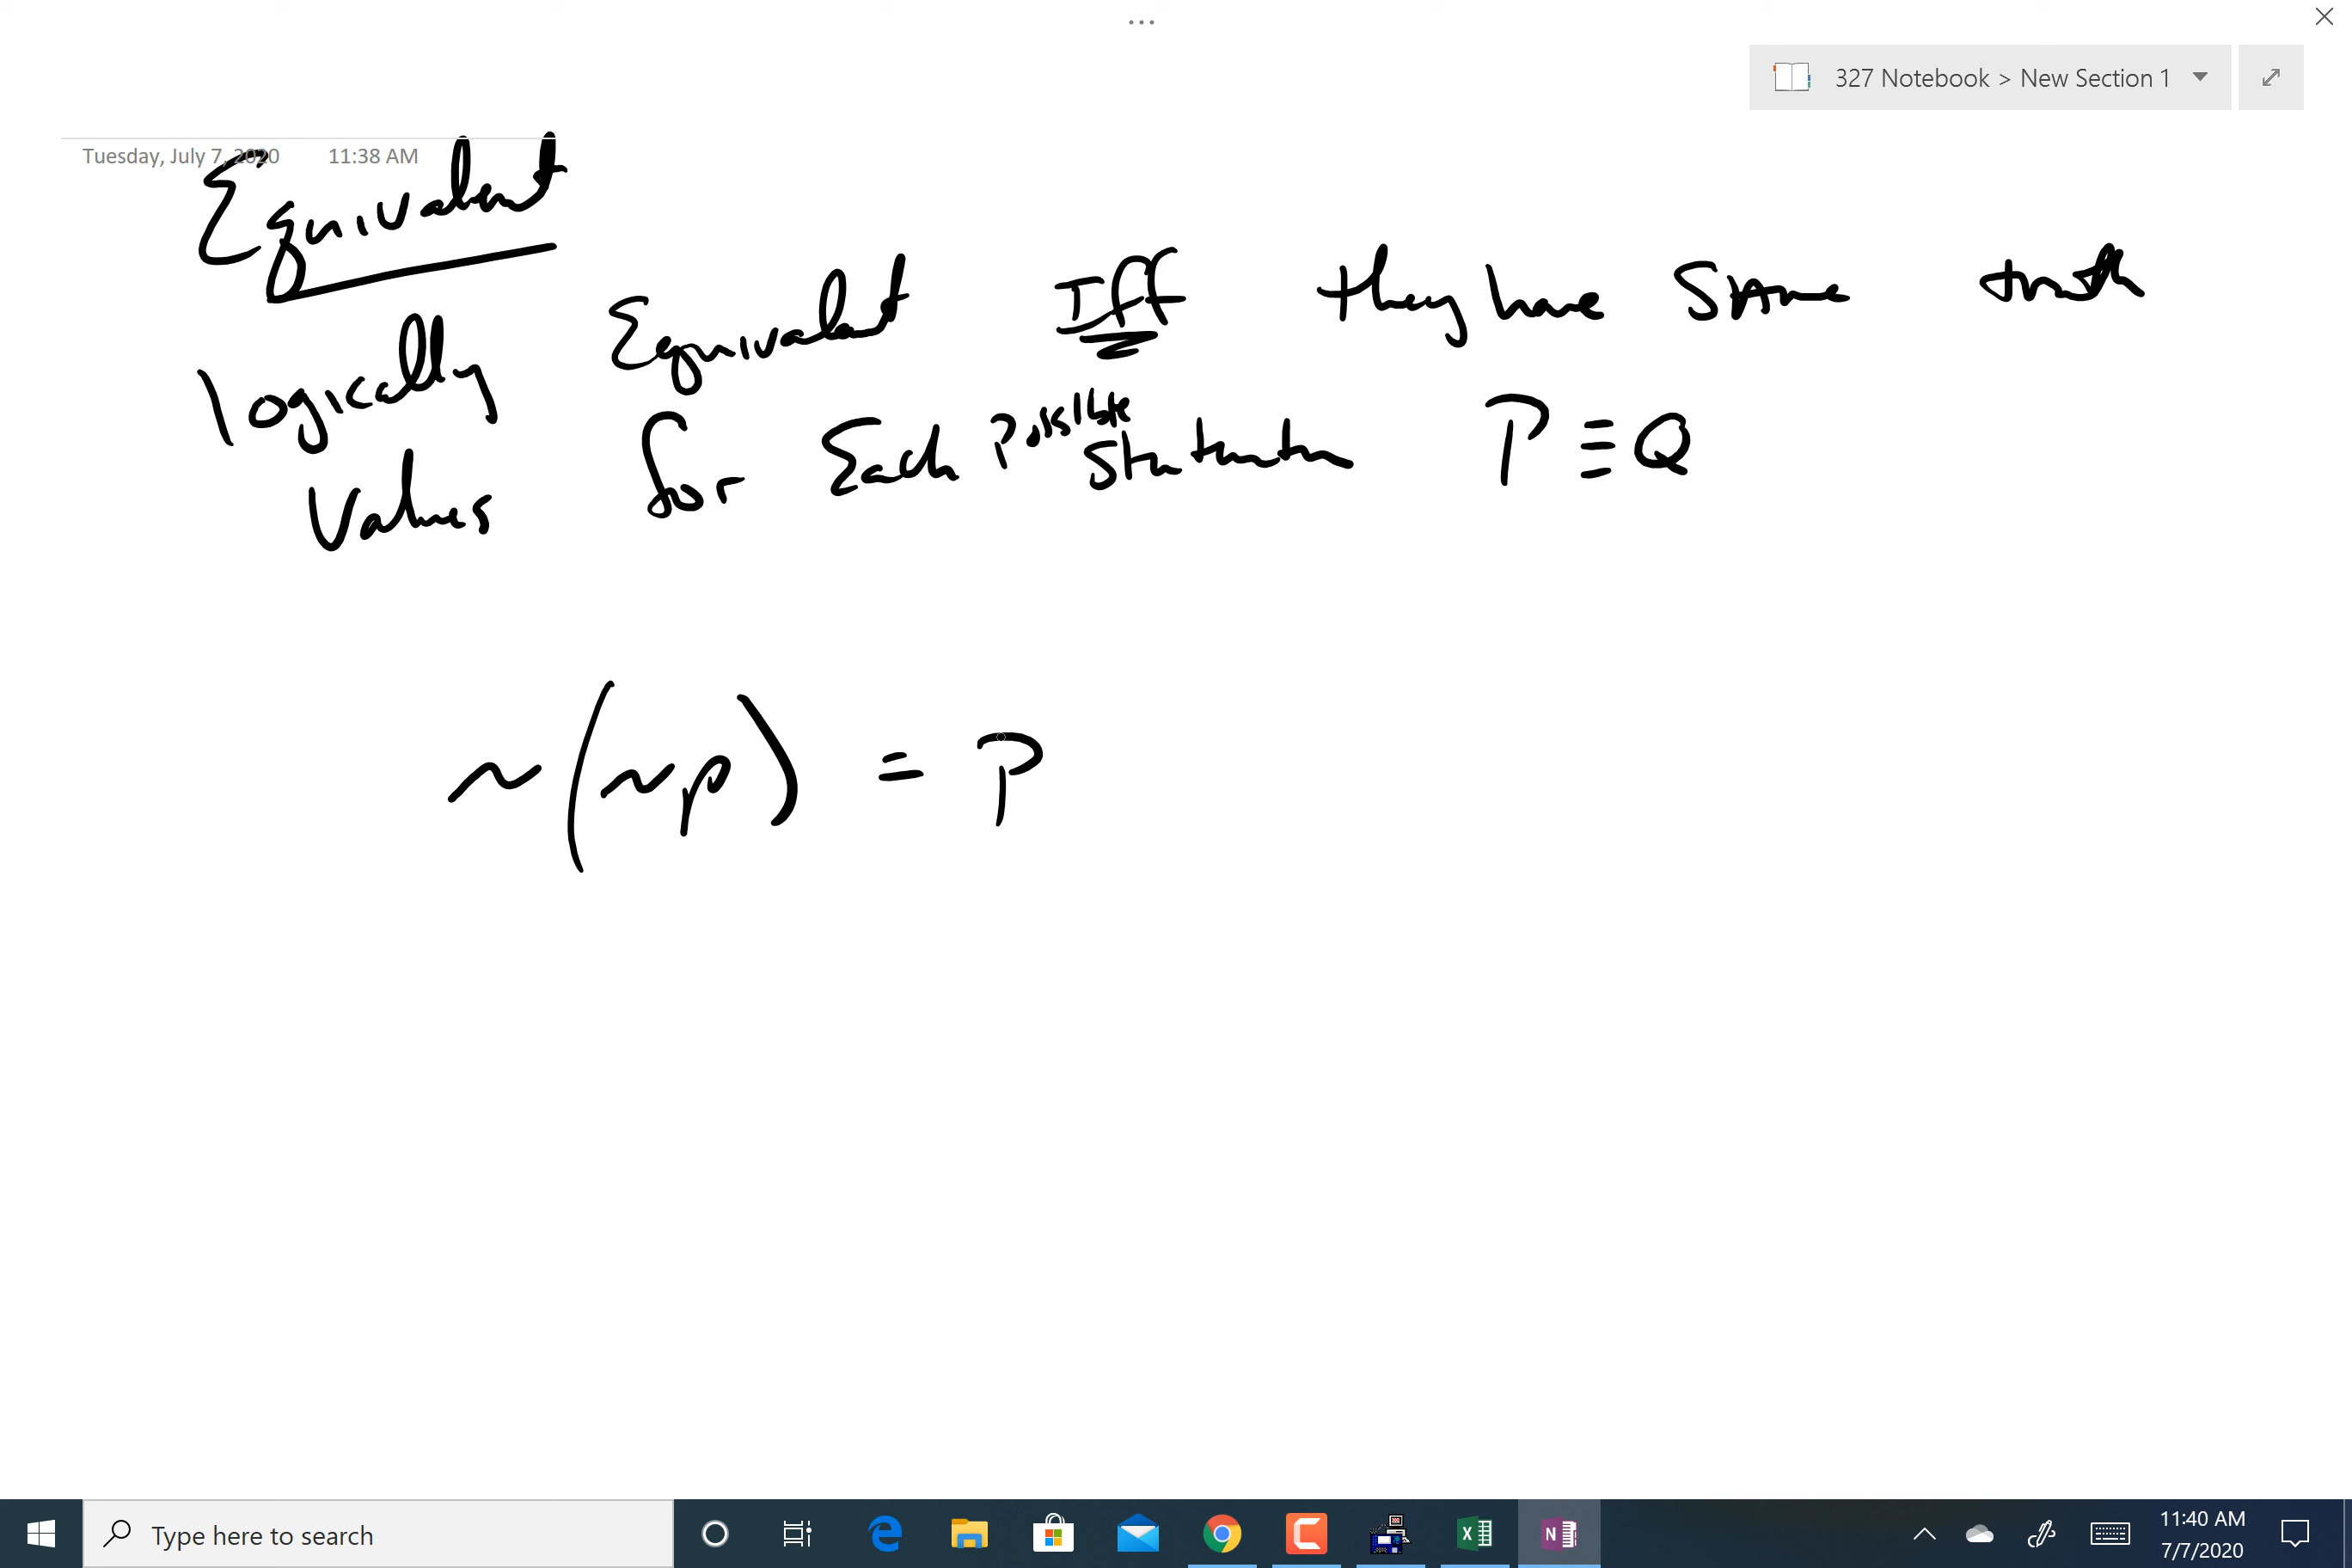 327 Notebook > New Section 1
Tuesday, July 7, 2020 11:38 AM
Equivalent
logically Equivalent Iff they have same truth
Values for Each possible P ≡ Q
~(~p) = P
Type here to search
11:40 AM
7/7/2020